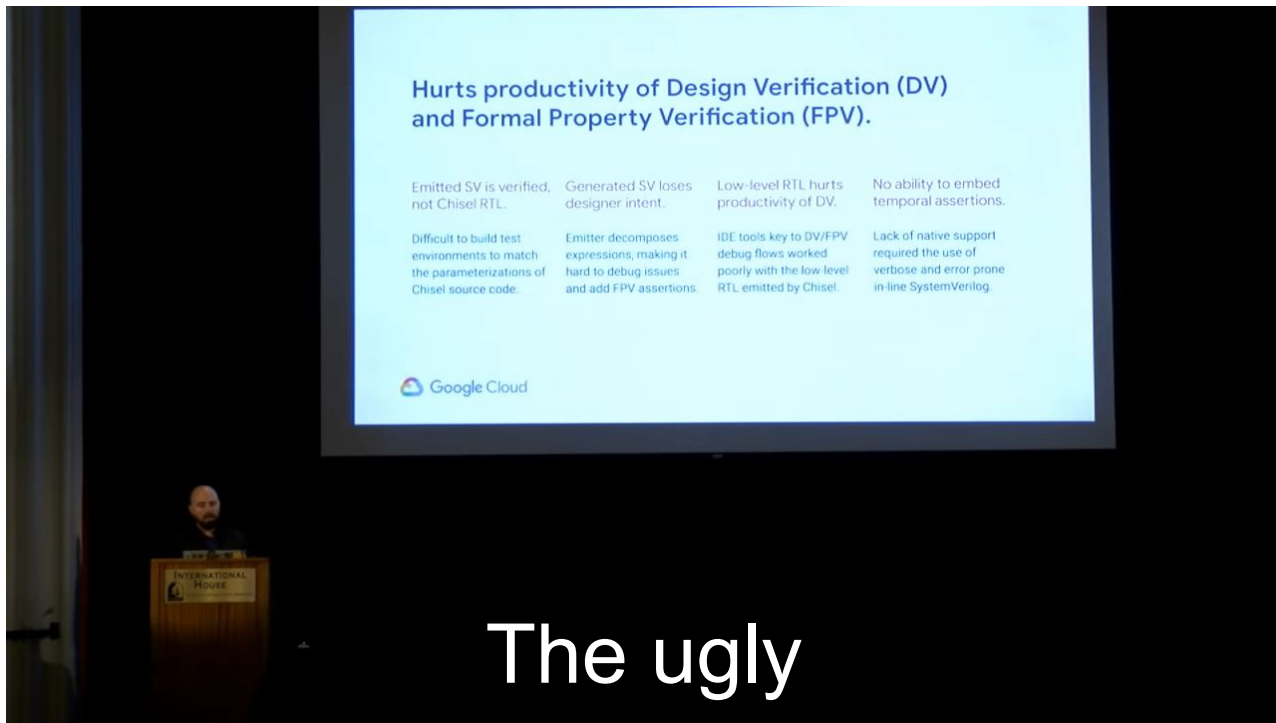 Hurts productivity of Design Verification (DV)
and Formal Property Verification (FPV).
Emitted SV is verified,
not Chisel RTL.
Difficult to build test
environments to match
the parameterizations of
Chisel source code.
Generated SV loses
designer intent.
Emitter decomposes
expressions, making it
hard to debug issues
and add FPV assertions.
Low-level RTL hurts
productivity of DV.
IDE tools key to DV/FPV
debug flows worked
poorly with the low-level
RTL emitted by Chisel.
No ability to embed
temporal assertions.
Lack of native support
required the use of
verbose and error prone
in-line SystemVerilog.
Google Cloud
INTERNATIONAL
HOUSE
The ugly